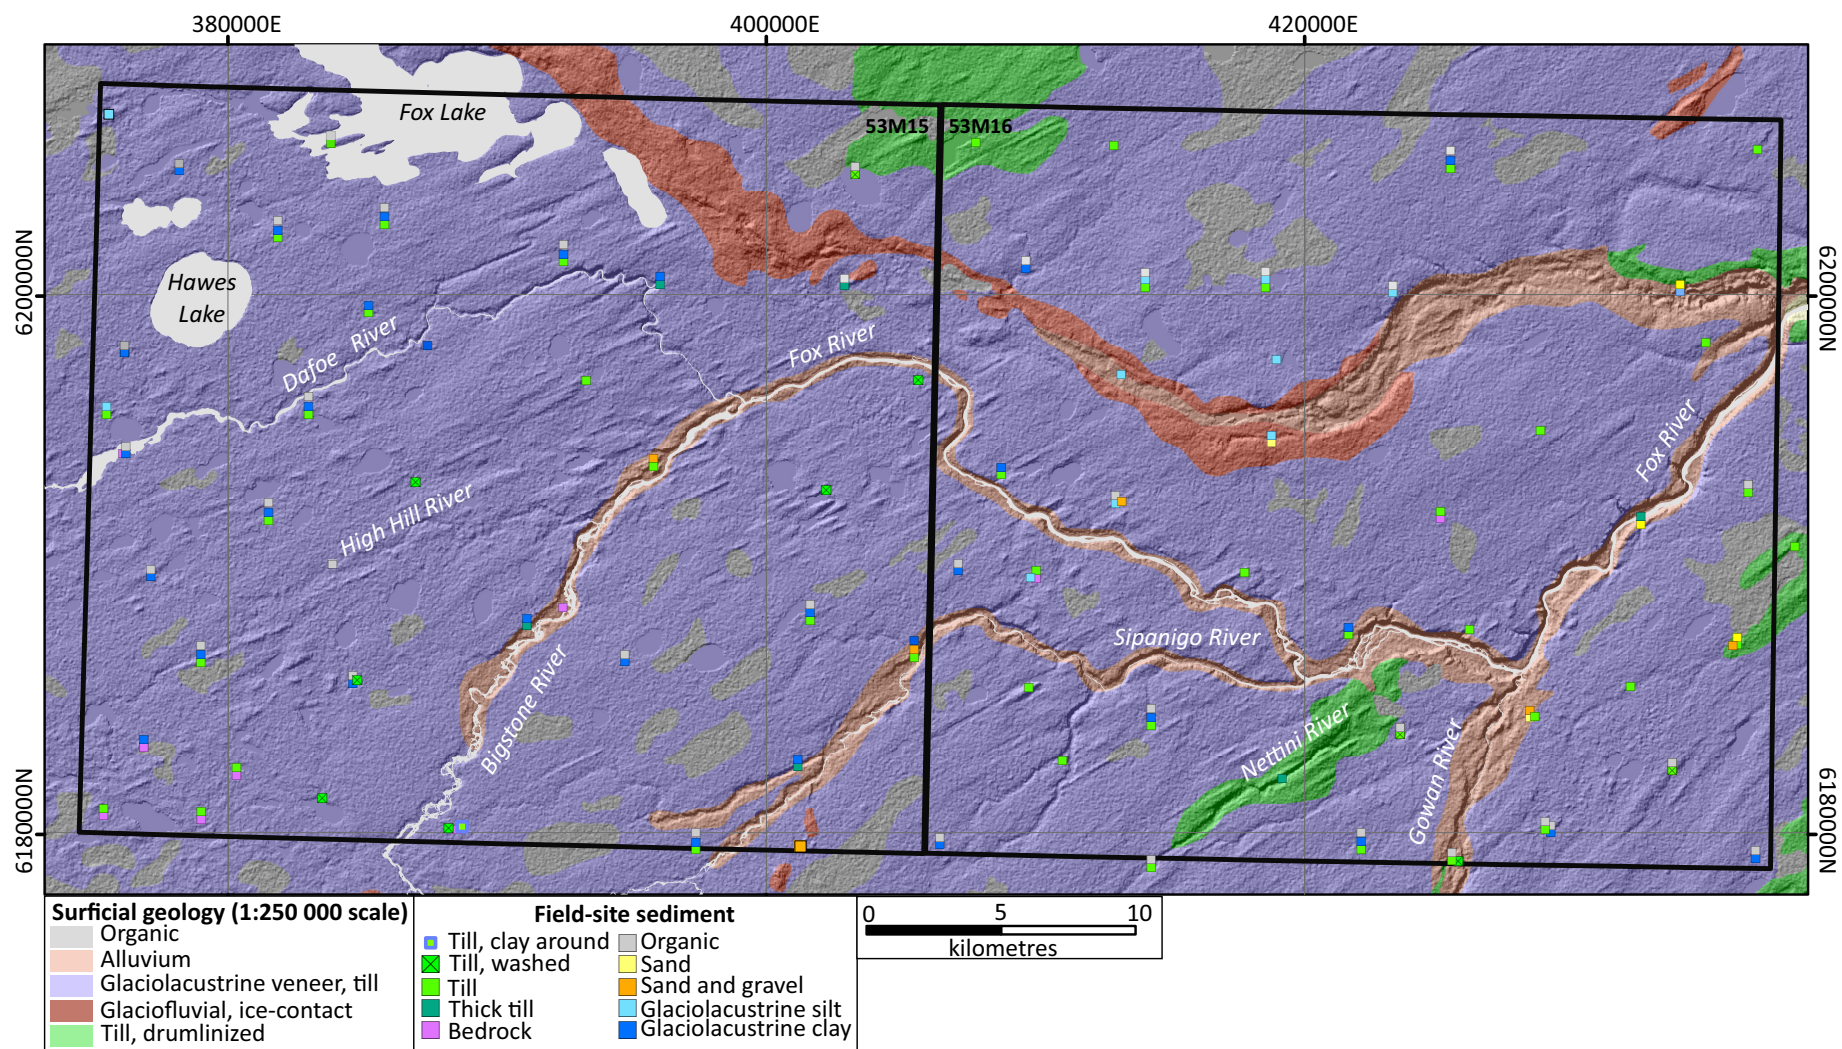 380000E
400000E
420000E
Fox Lake
53M15
53M16
6200000N
6200000N
Hawes
Lake
Dafoe River
Fox River
Fox River
High Hill River
Sipanigo River
Bigstone River
Nettini River
Gowan River
6180000N
6180000N
Surficial geology (1:250 000 scale)
Organic
Alluvium
Glaciolacustrine veneer, till
Glaciofluvial, ice-contact
Till, drumlinized
Field-site sediment
Till, clay around
Till, washed
Till
Thick till
Bedrock
Organic
Sand
Sand and gravel
Glaciolacustrine silt
Glaciolacustrine clay
0 5 10
kilometres